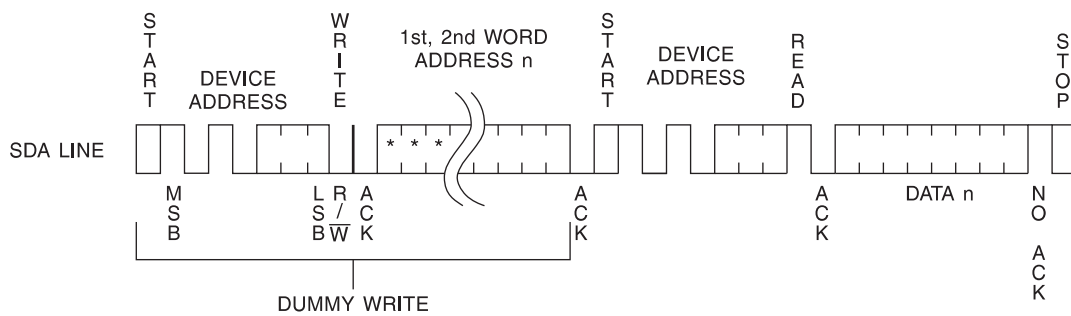 START
DEVICE
ADDRESS
WRITE
1st, 2nd WORD
ADDRESS n
START
DEVICE
ADDRESS
READ
STOP
SDA LINE
* * *
MSB
LSB
R/W̅
ACK
ACK
ACK
DATA n
NO ACK
DUMMY WRITE